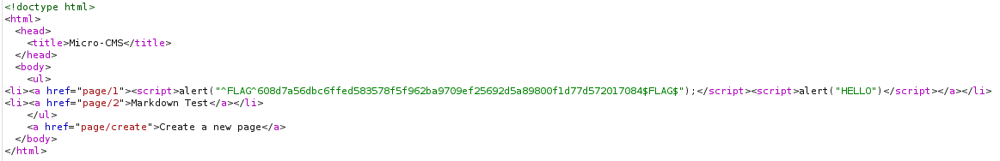 <!doctype html>
<html>
<head>
<title>Micro-CMS</title>
</head>
<body>
<ul>
<li><a href="page/1"><script>alert("^FLAG^608d7a56dbc6ffed583578f5f962ba9709ef25692d5a89800f1d77d572017084$FLAG$");</script><script>alert("HELLO")</script></a></li>
<li><a href="page/2">Markdown Test</a></li>
</ul>
<a href="page/create">Create a new page</a>
</body>
</html>